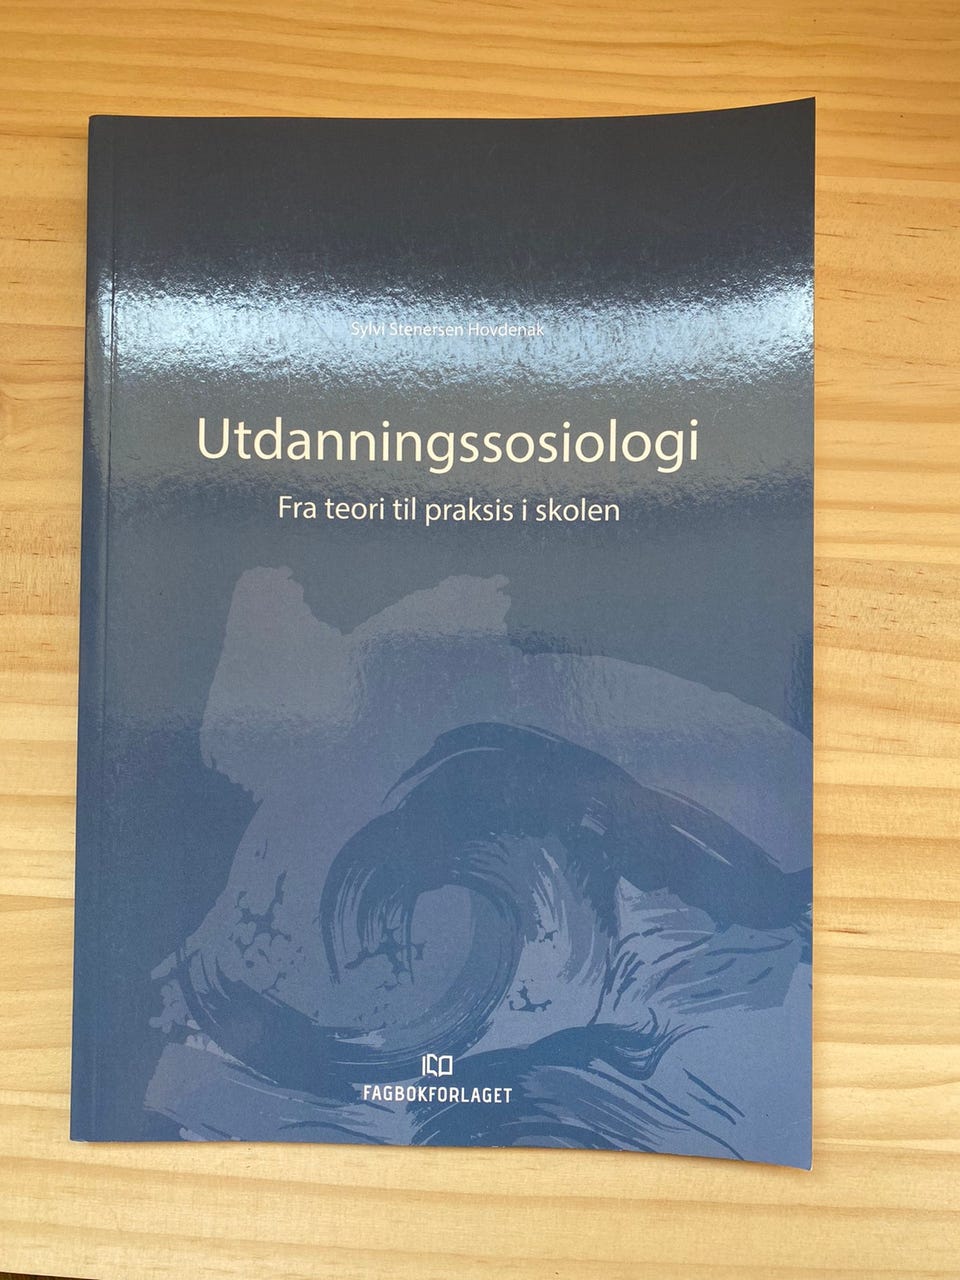 Sylvi Stenersen Hovdenak
Utdanningssosiologi
Fra teori til praksis i skolen
FAGBOKFORLAGET